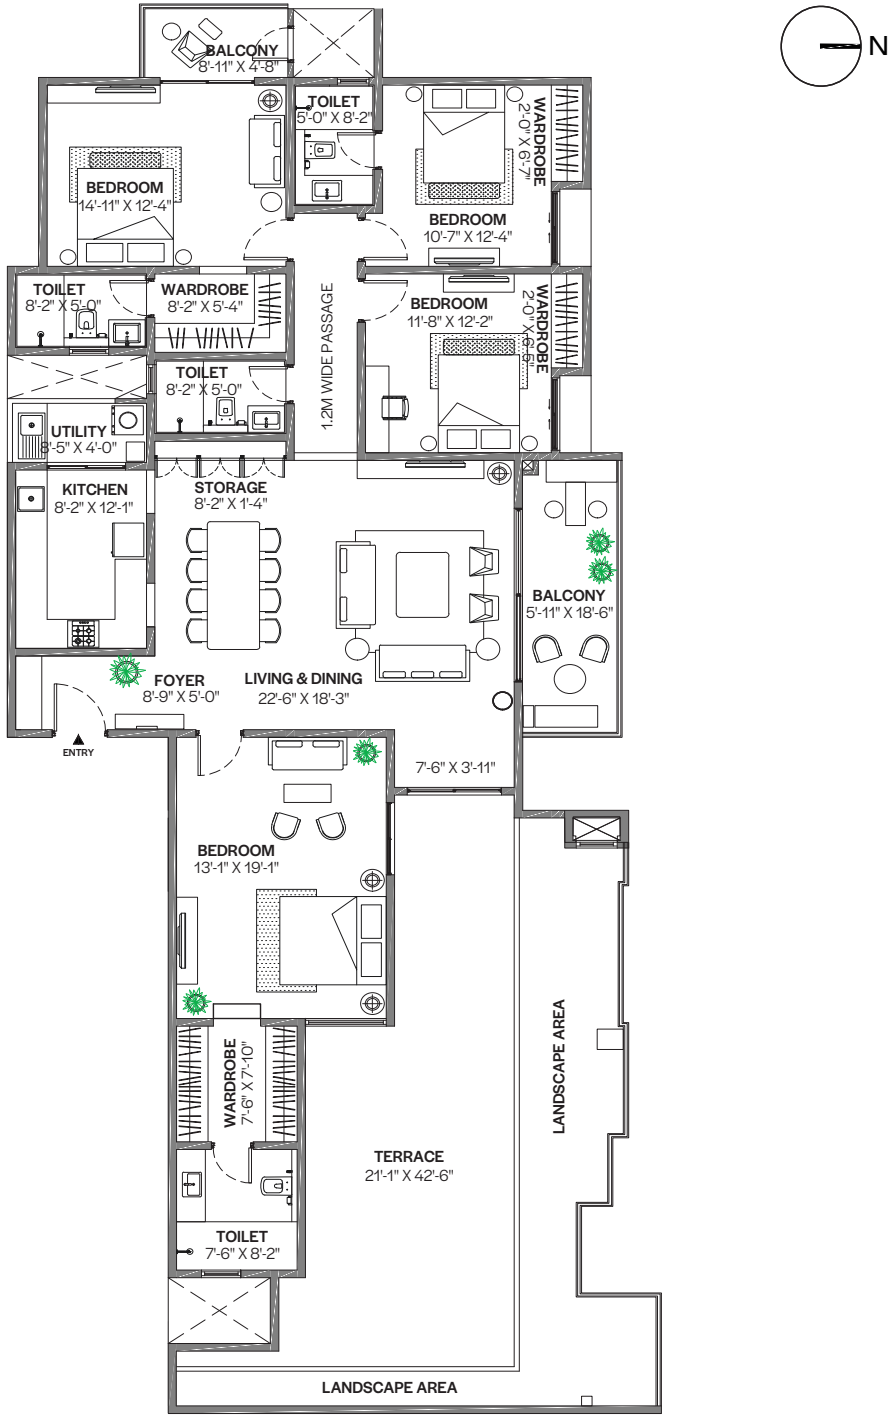 N
BALCONY
8'-11" X 4'-8"
TOILET
5'-0" X 8'-2"
WARDROBE
2'-0" X 6'-7"
BEDROOM
14'-11" X 12'-4"
BEDROOM
10'-7" X 12'-4"
TOILET
8'-2" X 5'-0"
WARDROBE
8'-2" X 5'-4"
1.2M WIDE PASSAGE
BEDROOM
11'-8" X 12'-2"
WARDROBE
2'-0" X 6'-6"
TOILET
8'-2" X 5'-0"
UTILITY
8'-5" X 4'-0"
KITCHEN
8'-2" X 12'-1"
STORAGE
8'-2" X 1'-4"
BALCONY
5'-11" X 18'-6"
FOYER
8'-9" X 5'-0"
LIVING & DINING
22'-6" X 18'-3"
ENTRY
7'-6" X 3'-11"
BEDROOM
13'-1" X 19'-1"
WARDROBE
7'-6" X 7'-10"
LANDSCAPE AREA
TERRACE
21'-1" X 42'-6"
TOILET
7'-6" X 8'-2"
LANDSCAPE AREA